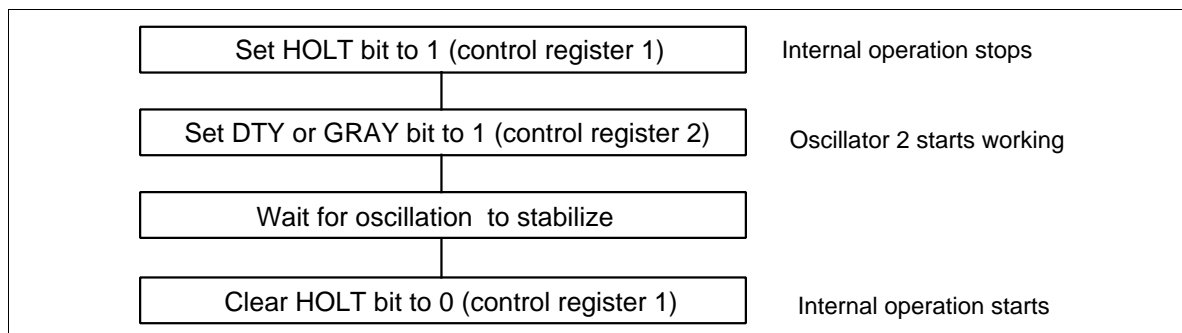 Set HOLT bit to 1 (control register 1) Internal operation stops
Set DTY or GRAY bit to 1 (control register 2) Oscillator 2 starts working
Wait for oscillation to stabilize
Clear HOLT bit to 0 (control register 1) Internal operation starts